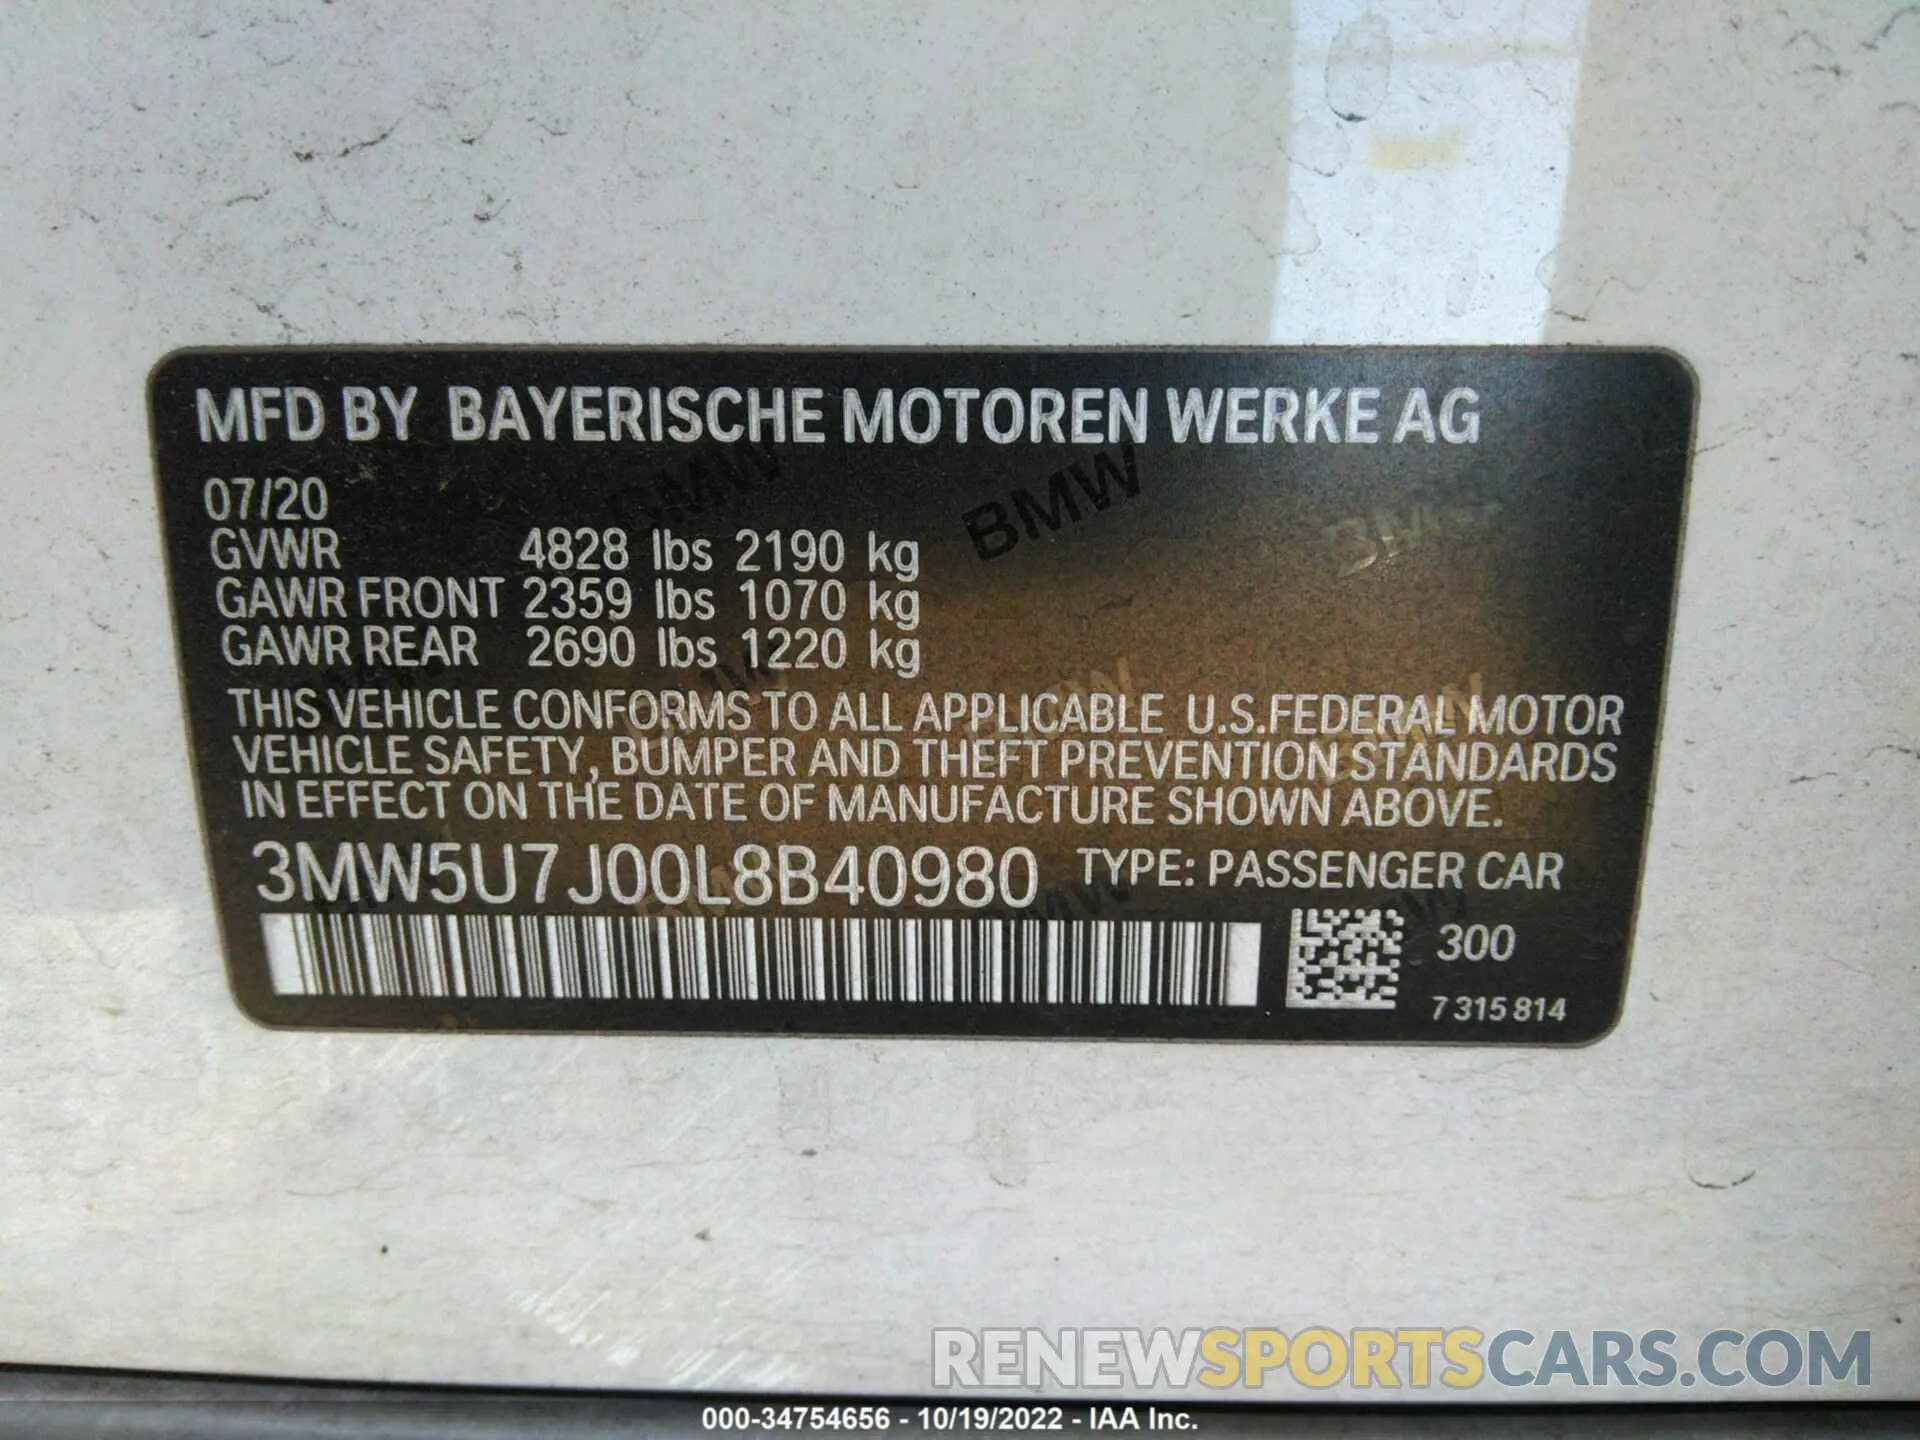 MFD BY BAYERISCHE MOTOREN WERKE AG
07/20
GVWR 4828 lbs 2190 kg
GAWR FRONT 2359 lbs 1070 kg
GAWR REAR 2690 lbs 1220 kg
THIS VEHICLE CONFORMS TO ALL APPLICABLE U.S.FEDERAL MOTOR
VEHICLE SAFETY, BUMPER AND THEFT PREVENTION STANDARDS
IN EFFECT ON THE DATE OF MANUFACTURE SHOWN ABOVE.
3MW5U7J00L8B40980 TYPE: PASSENGER CAR
300
7 315 814
BMW BMW BMW
RENEWSPORTSCARS.COM
000-34754656 - 10/19/2022 - IAA Inc.